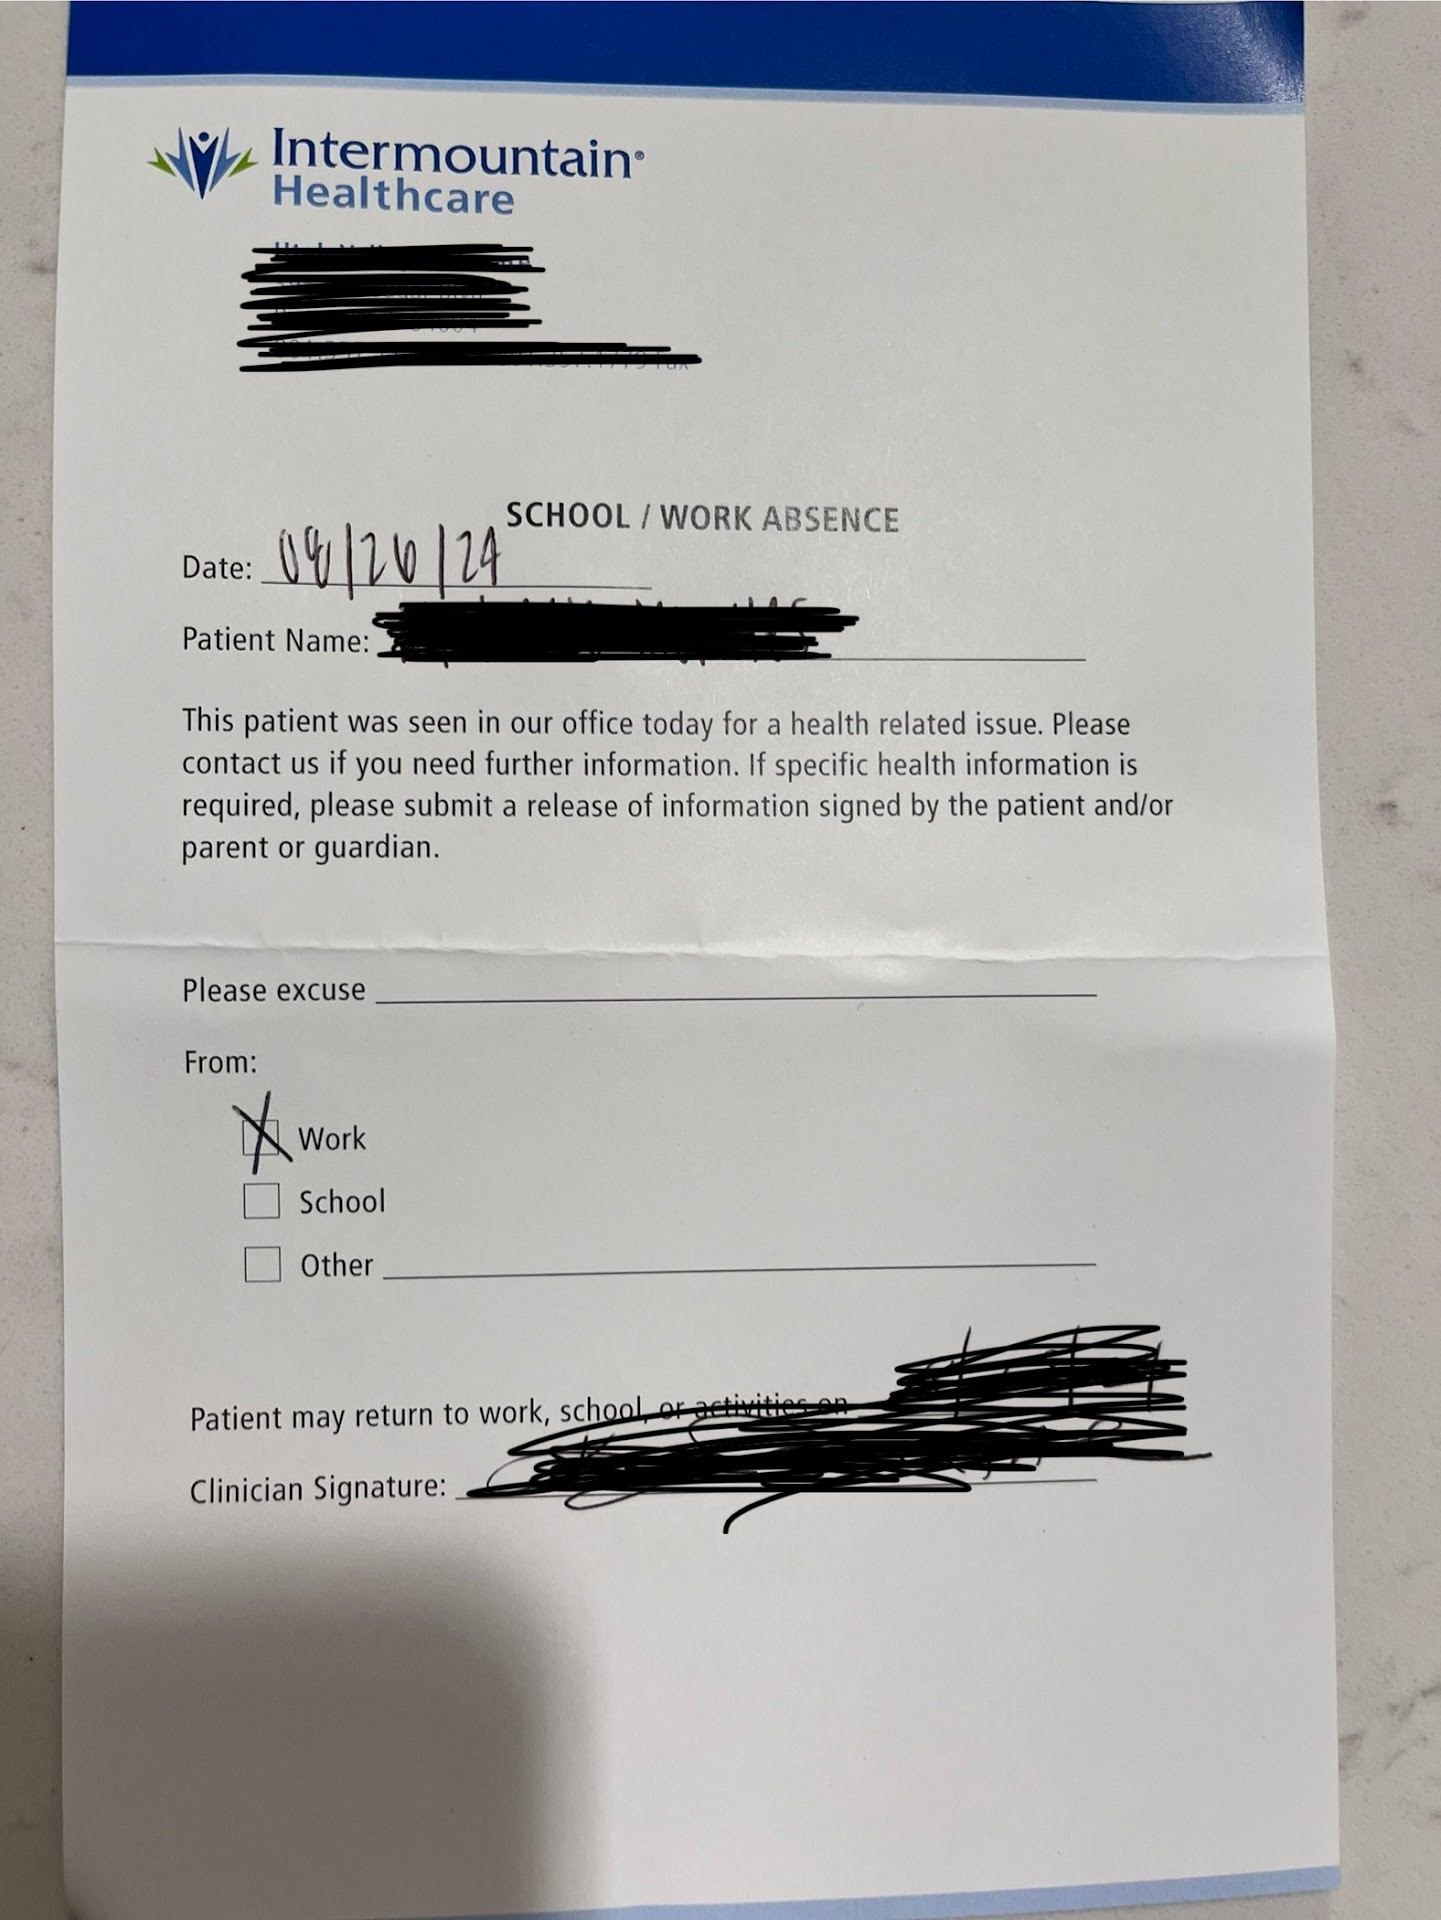 Intermountain®
Healthcare
SCHOOL / WORK ABSENCE
Date: 08/26/24
Patient Name:
This patient was seen in our office today for a health related issue. Please
contact us if you need further information. If specific health information is
required, please submit a release of information signed by the patient and/or
parent or guardian.
Please excuse
From:
Work
School
Other
Patient may return to work, school, or activities on
Clinician Signature: